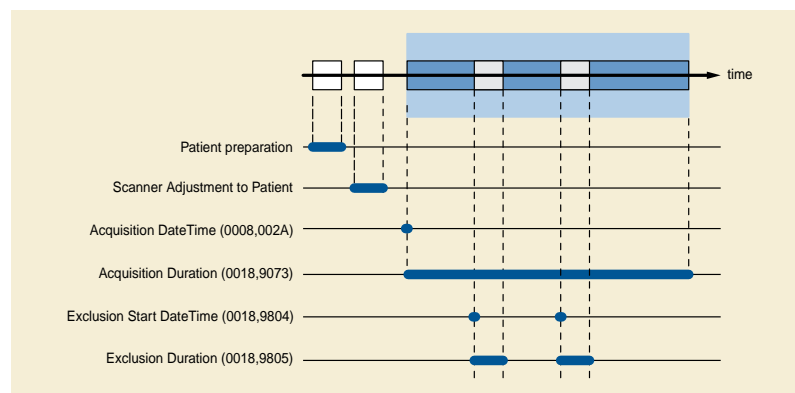 time
Patient preparation
Scanner Adjustment to Patient
Acquisition DateTime (0008,002A)
Acquisition Duration (0018,9073)
Exclusion Start DateTime (0018,9804)
Exclusion Duration (0018,9805)